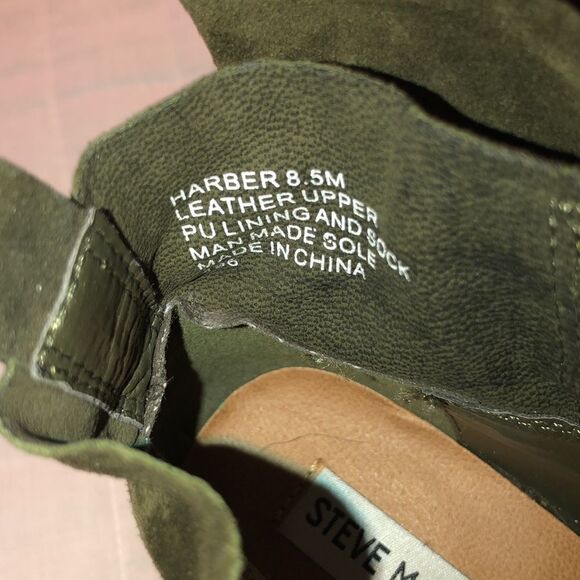 HARBER 8.5M
LEATHER UPPER
PU LINING AND SOCK
MAN MADE SOLE
MADE IN CHINA
STEVE M